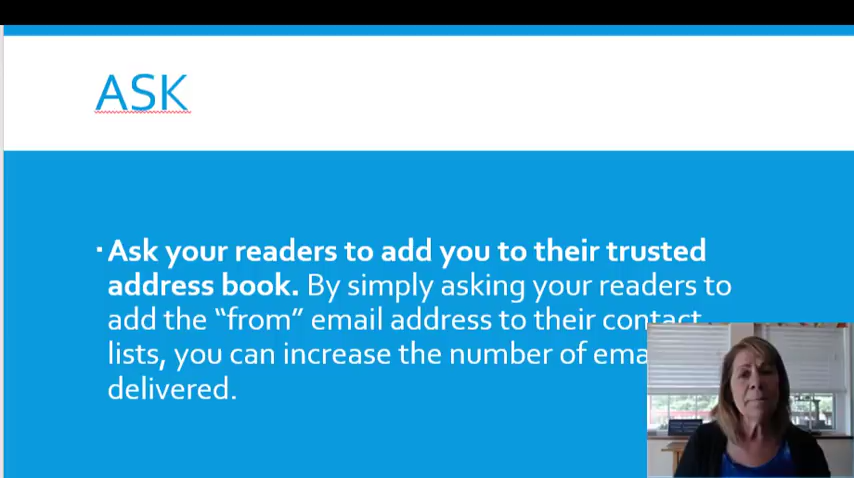 ASK
▪ Ask your readers to add you to their trusted
address book. By simply asking your readers to
add the “from” email address to their contact
lists, you can increase the number of
delivered.